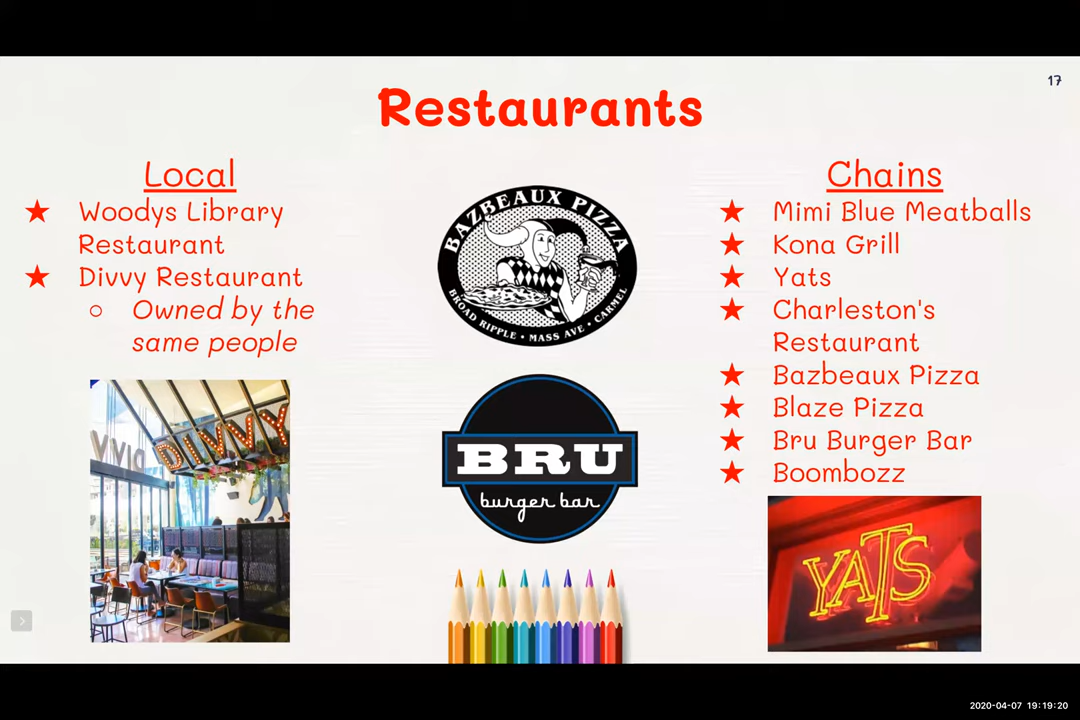 17
Restaurants
Local
★ Woodys Library
Restaurant
★ Divvy Restaurant
○ Owned by the
same people
DIVVY
BAZBEAUX PIZZA
BROAD RIPPLE • MASS AVE • CARMEL
BRU
burger bar
Chains
★ Mimi Blue Meatballs
★ Kona Grill
★ Yats
★ Charleston's
Restaurant
★ Bazbeaux Pizza
★ Blaze Pizza
★ Bru Burger Bar
★ Boombozz
YATS
2020-04-07 19:19:20